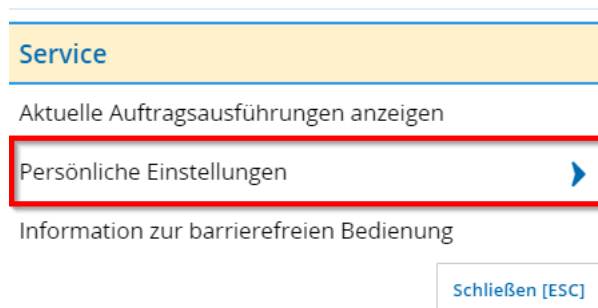 Service
Aktuelle Auftragsausführungen anzeigen
Persönliche Einstellungen
Information zur barrierefreien Bedienung
Schließen [ESC]